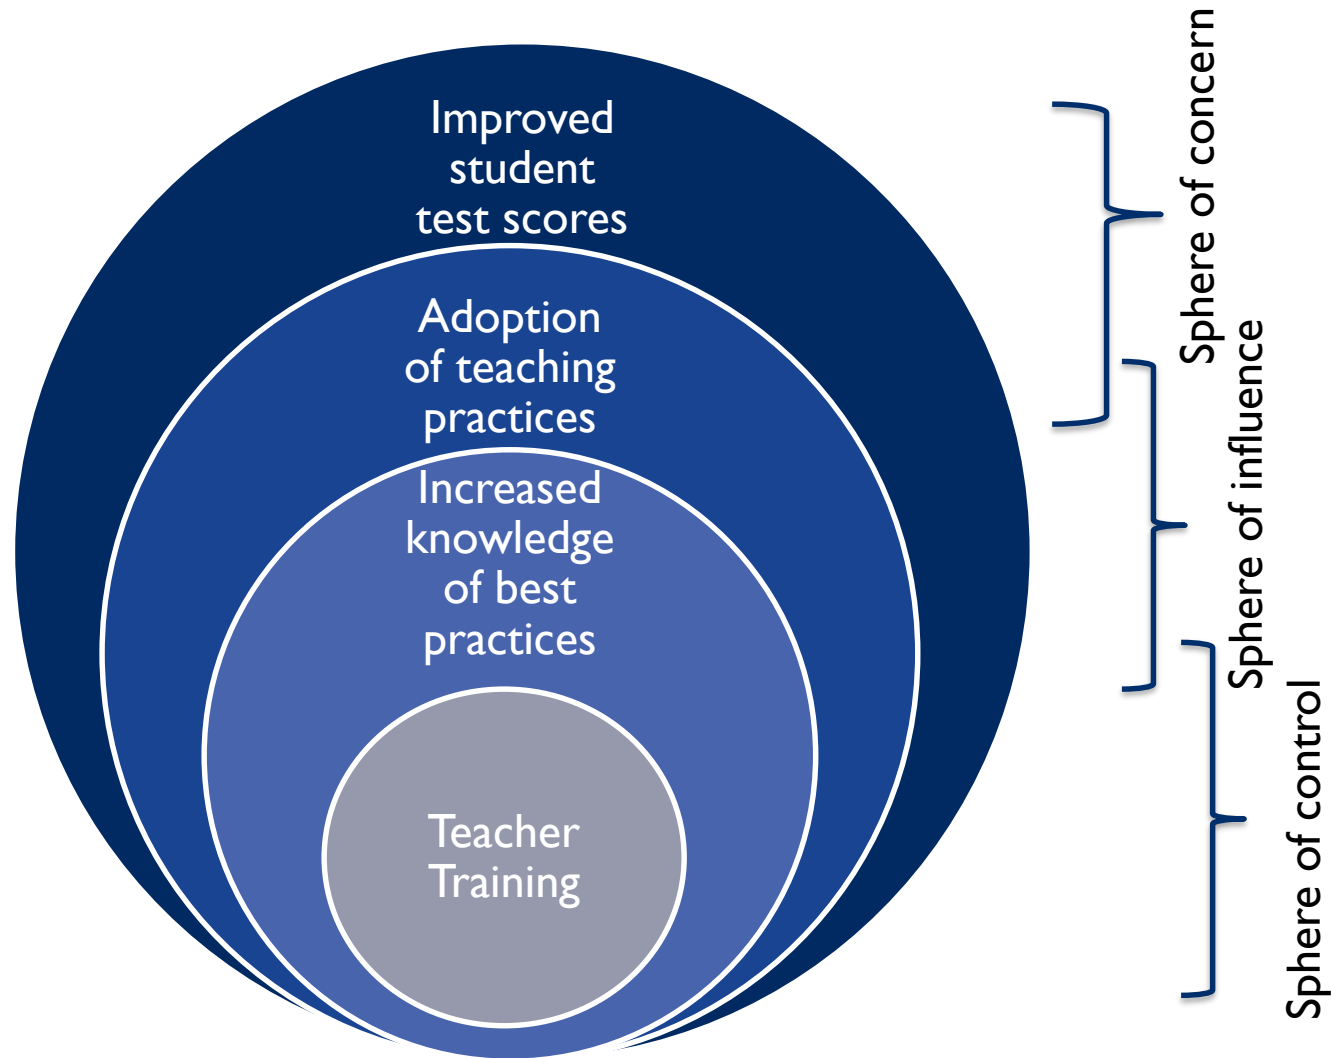 Improved
student
test scores
Adoption
of teaching
practices
Increased
knowledge
of best
practices
Teacher
Training
Sphere of concern
Sphere of influence
Sphere of control